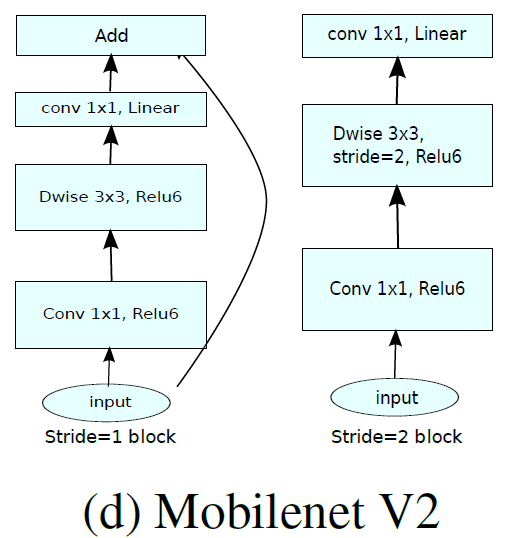 Add
conv 1x1, Linear
Dwise 3x3, Relu6
Conv 1x1, Relu6
input
Stride=1 block
conv 1x1, Linear
Dwise 3x3,
stride=2, Relu6
Conv 1x1, Relu6
input
Stride=2 block
(d) Mobilenet V2